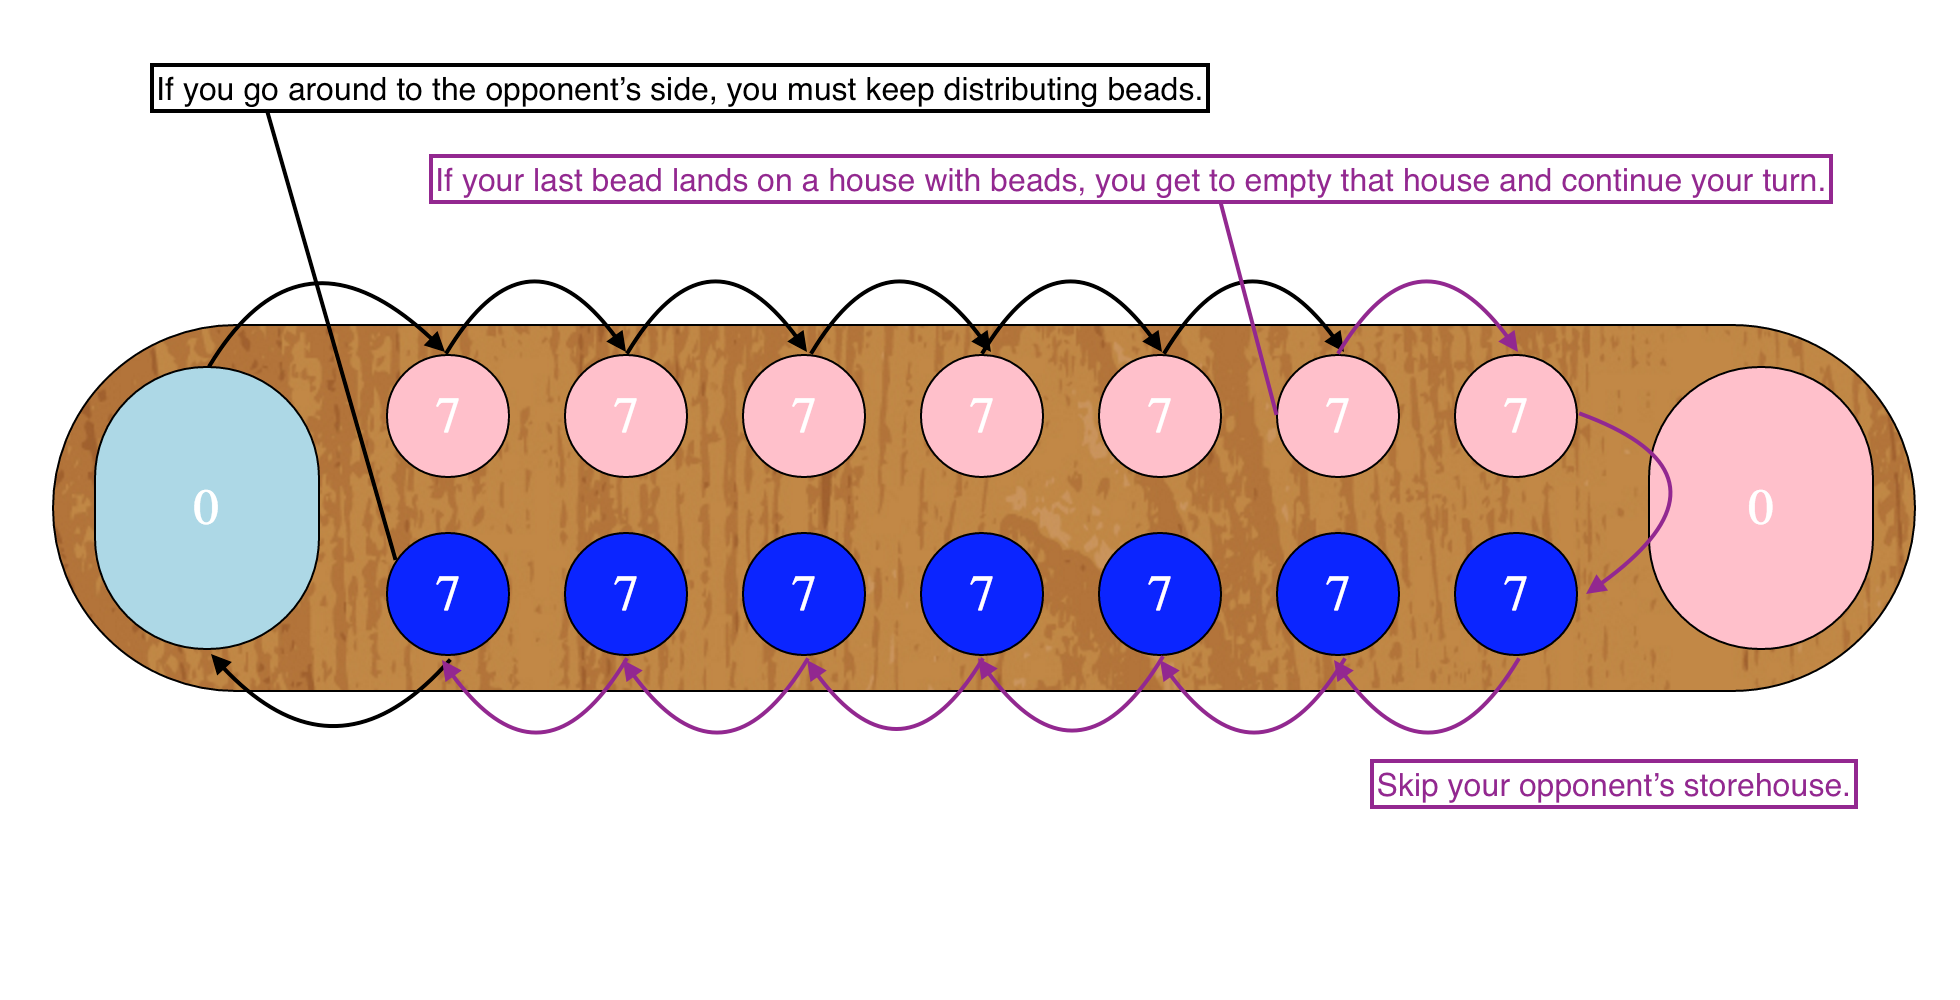 If you go around to the opponent’s side, you must keep distributing beads.
If your last bead lands on a house with beads, you get to empty that house and continue your turn.
7 7 7 7 7 7 7
0 0
7 7 7 7 7 7 7
Skip your opponent’s storehouse.